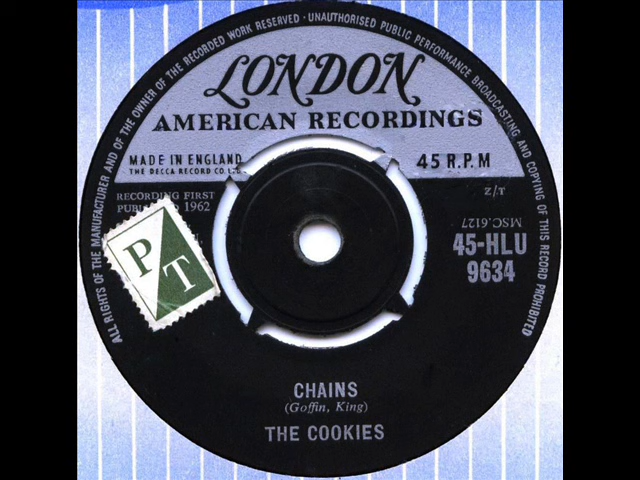 ALL RIGHTS OF THE MANUFACTURER AND OF THE OWNER OF THE RECORDED WORK RESERVED · UNAUTHORISED PUBLIC PERFORMANCE BROADCASTING AND COPYING OF THIS RECORD PROHIBITED
LONDON
AMERICAN RECORDINGS
MADE IN ENGLAND
THE DECCA RECORD CO. LTD.
45 R.P.M
Z/T
RECORDING FIRST
1962
MSC.6127
45-HLU
9634
P
T
CHAINS
(Goffin, King)
THE COOKIES